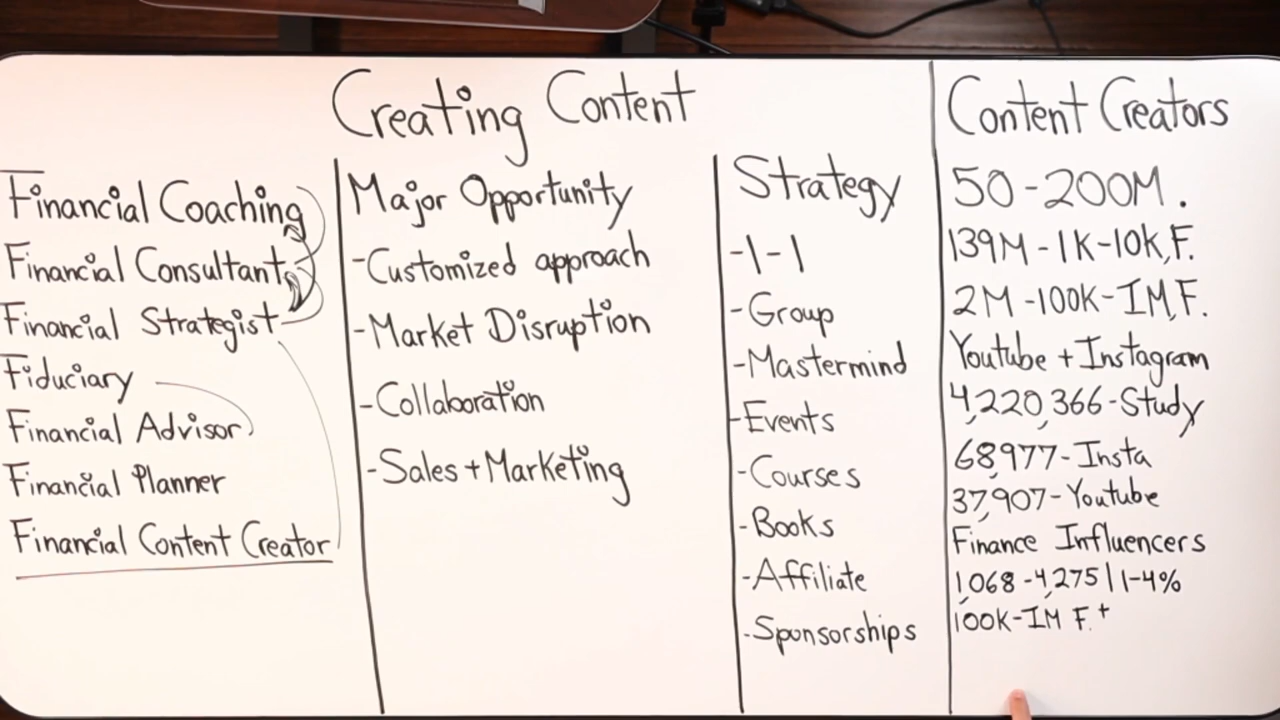 Creating Content
Financial Coaching
Financial Consultant
Financial Strategist
Fiduciary
Financial Advisor
Financial Planner
Financial Content Creator
Major Opportunity
-Customized approach
-Market Disruption
-Collaboration
-Sales + Marketing
Strategy
-1-1
-Group
-Mastermind
-Events
-Courses
-Books
-Affiliate
-Sponsorships
Content Creators
50-200M.
139M-1K-10K,F.
2M-100K-1M,F.
Youtube + Instagram
4,220,366-Study
68,977-Insta
37,907-Youtube
Finance Influencers
1,068-4,275|1-4%
100K-1M F.+